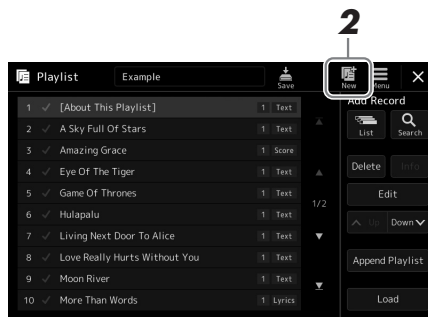 2
Playlist Example Save New Menu
Add Record
1 [About This Playlist] 1 Text
2 A Sky Full Of Stars 1 Text
List Search
3 Amazing Grace 1 Score
4 Eye Of The Tiger 1 Text
Delete Info
5 Game Of Thrones 1 Text
Edit
1/2
6 Hulapalu 1 Text
Up Down
7 Living Next Door To Alice 1 Text
8 Love Really Hurts Without You 1 Text
Append Playlist
9 Moon River 1 Text
10 More Than Words 1 Lyrics
Load